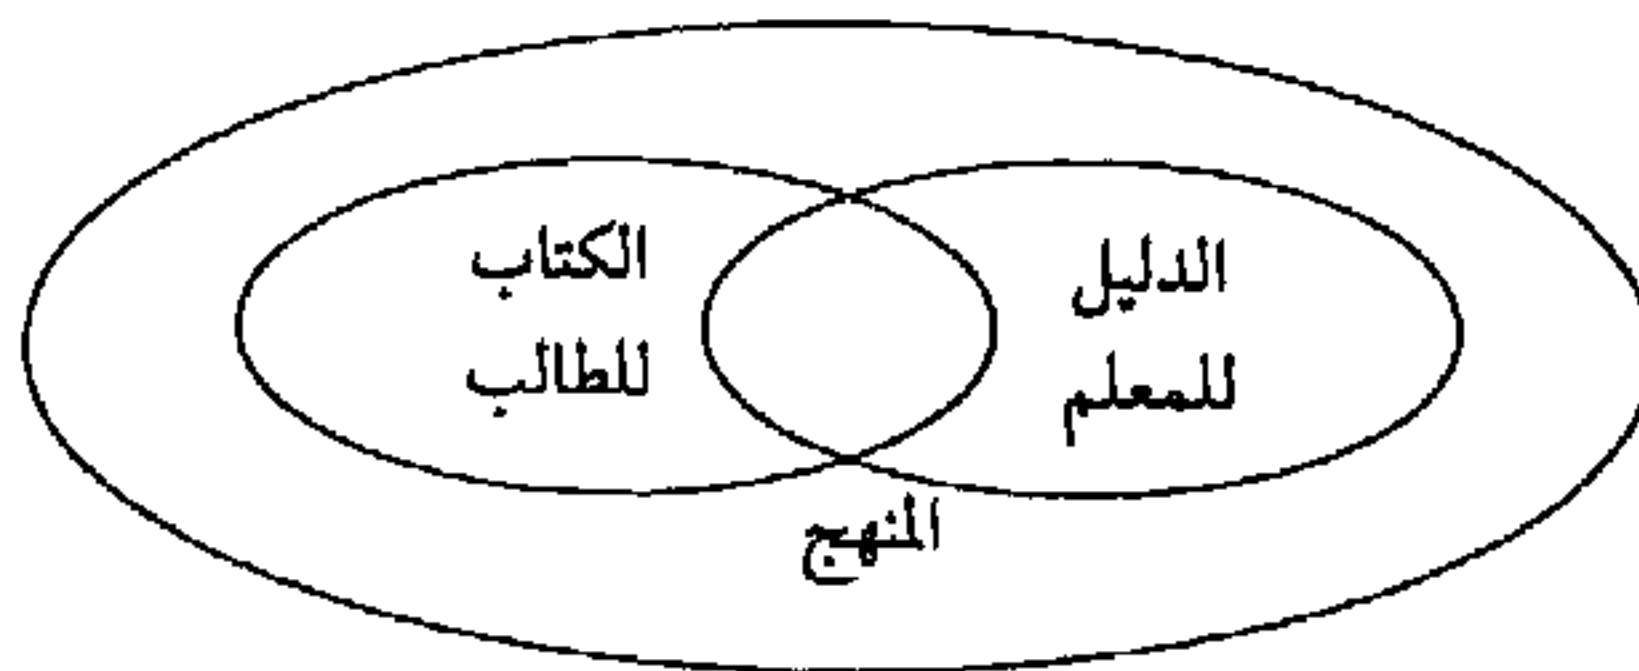 الدليل
للمعلم
الكتاب
للطالب
المنهج